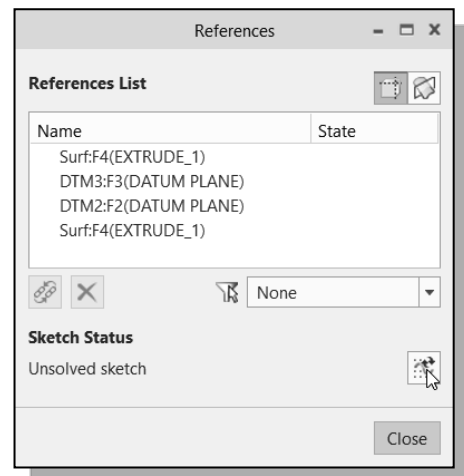 References
References List
Name State
Surf:F4(EXTRUDE_1)
DTM3:F3(DATUM PLANE)
DTM2:F2(DATUM PLANE)
Surf:F4(EXTRUDE_1)
None
Sketch Status
Unsolved sketch
Close